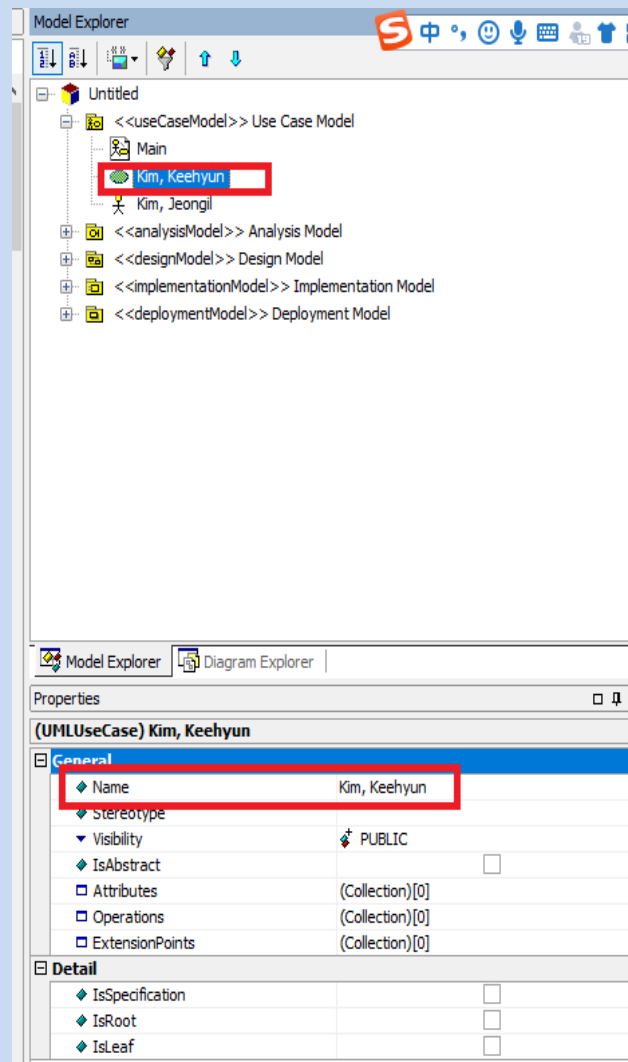 Model Explorer
S 中
Untitled
<<useCaseModel>> Use Case Model
Main
Kim, Keehyun
Kim, Jeongil
<<analysisModel>> Analysis Model
<<designModel>> Design Model
<<implementationModel>> Implementation Model
<<deploymentModel>> Deployment Model
Model Explorer Diagram Explorer
Properties
(UMLUseCase) Kim, Keehyun
General
Name Kim, Keehyun
Stereotype
Visibility PUBLIC
IsAbstract
Attributes (Collection)[0]
Operations (Collection)[0]
ExtensionPoints (Collection)[0]
Detail
IsSpecification
IsRoot
IsLeaf